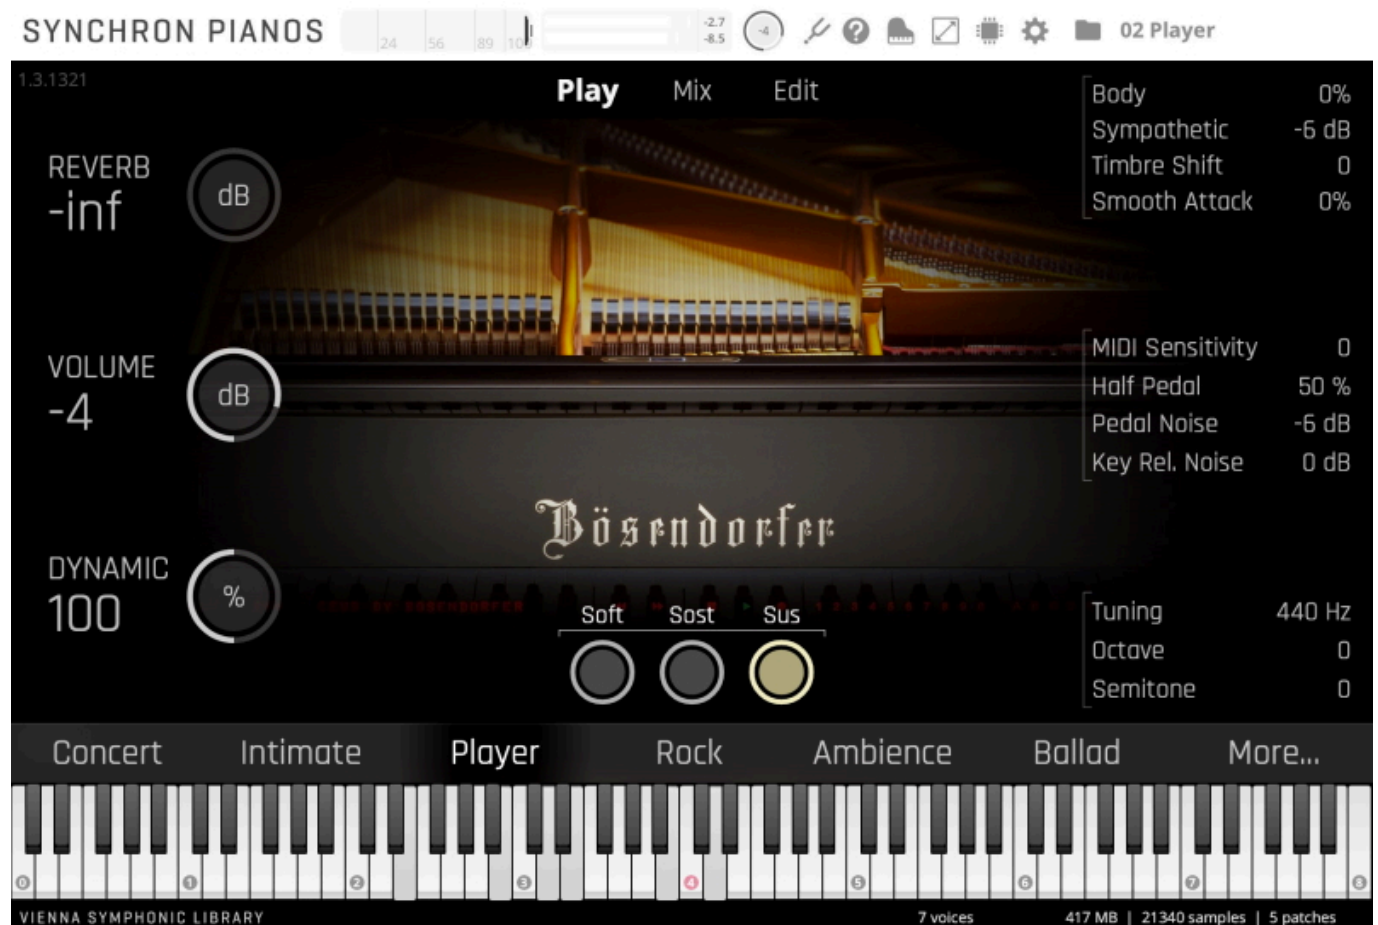 SYNCHRON PIANOS
24 56 89
-2.7
-8.5
-4
02 Player
1.3.1321
Play Mix Edit
Body 0%
Sympathetic -6 dB
Timbre Shift 0
Smooth Attack 0%
REVERB
-inf
dB
VOLUME
-4
dB
MIDI Sensitivity 0
Half Pedal 50 %
Pedal Noise -6 dB
Key Rel. Noise 0 dB
Bösendorfer
DYNAMIC
100
%
Soft Sost Sus
Tuning 440 Hz
Octave 0
Semitone 0
Concert Intimate Player Rock Ambience Ballad More...
0 1 2 3 4 5 6 7 8
VIENNA SYMPHONIC LIBRARY
7 voices
417 MB | 21340 samples | 5 patches